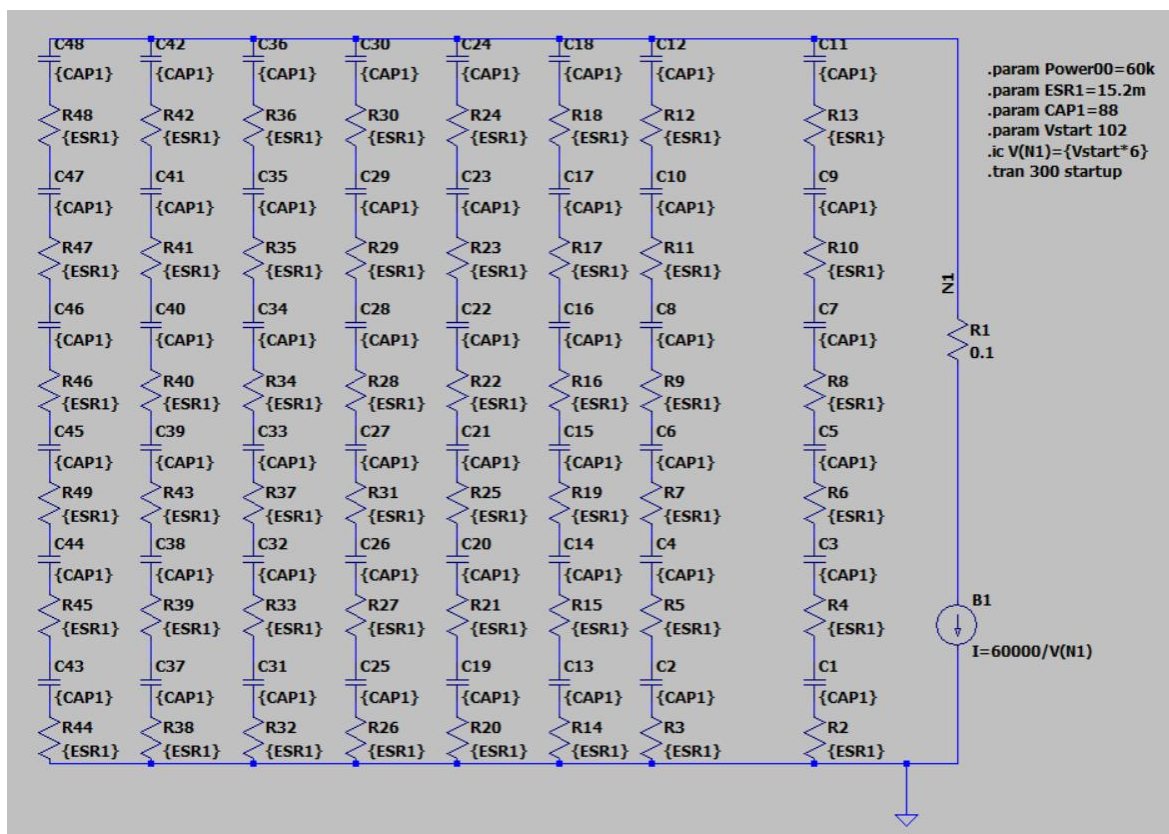 C48 C42 C36 C30 C24 C18 C12 C11
{CAP1} {CAP1} {CAP1} {CAP1} {CAP1} {CAP1} {CAP1} {CAP1}
R48 R42 R36 R30 R24 R18 R12 R13
{ESR1} {ESR1} {ESR1} {ESR1} {ESR1} {ESR1} {ESR1} {ESR1}
C47 C41 C35 C29 C23 C17 C10 C9
{CAP1} {CAP1} {CAP1} {CAP1} {CAP1} {CAP1} {CAP1} {CAP1}
R47 R41 R35 R29 R23 R17 R11 R10
{ESR1} {ESR1} {ESR1} {ESR1} {ESR1} {ESR1} {ESR1} {ESR1}
C46 C40 C34 C28 C22 C16 C8 C7
{CAP1} {CAP1} {CAP1} {CAP1} {CAP1} {CAP1} {CAP1} {CAP1}
R46 R40 R34 R28 R22 R16 R9 R8
{ESR1} {ESR1} {ESR1} {ESR1} {ESR1} {ESR1} {ESR1} {ESR1}
C45 C39 C33 C27 C21 C15 C6 C5
{CAP1} {CAP1} {CAP1} {CAP1} {CAP1} {CAP1} {CAP1} {CAP1}
R49 R43 R37 R31 R25 R19 R7 R6
{ESR1} {ESR1} {ESR1} {ESR1} {ESR1} {ESR1} {ESR1} {ESR1}
C44 C38 C32 C26 C20 C14 C4 C3
{CAP1} {CAP1} {CAP1} {CAP1} {CAP1} {CAP1} {CAP1} {CAP1}
R45 R39 R33 R27 R21 R15 R5 R4
{ESR1} {ESR1} {ESR1} {ESR1} {ESR1} {ESR1} {ESR1} {ESR1}
C43 C37 C31 C25 C19 C13 C2 C1
{CAP1} {CAP1} {CAP1} {CAP1} {CAP1} {CAP1} {CAP1} {CAP1}
R44 R38 R32 R26 R20 R14 R3 R2
{ESR1} {ESR1} {ESR1} {ESR1} {ESR1} {ESR1} {ESR1} {ESR1}
N1
R1
0.1
B1
I=60000/V(N1)
.param Power00=60k
.param ESR1=15.2m
.param CAP1=88
.param Vstart 102
.ic V(N1)={Vstart*6}
.tran 300 startup